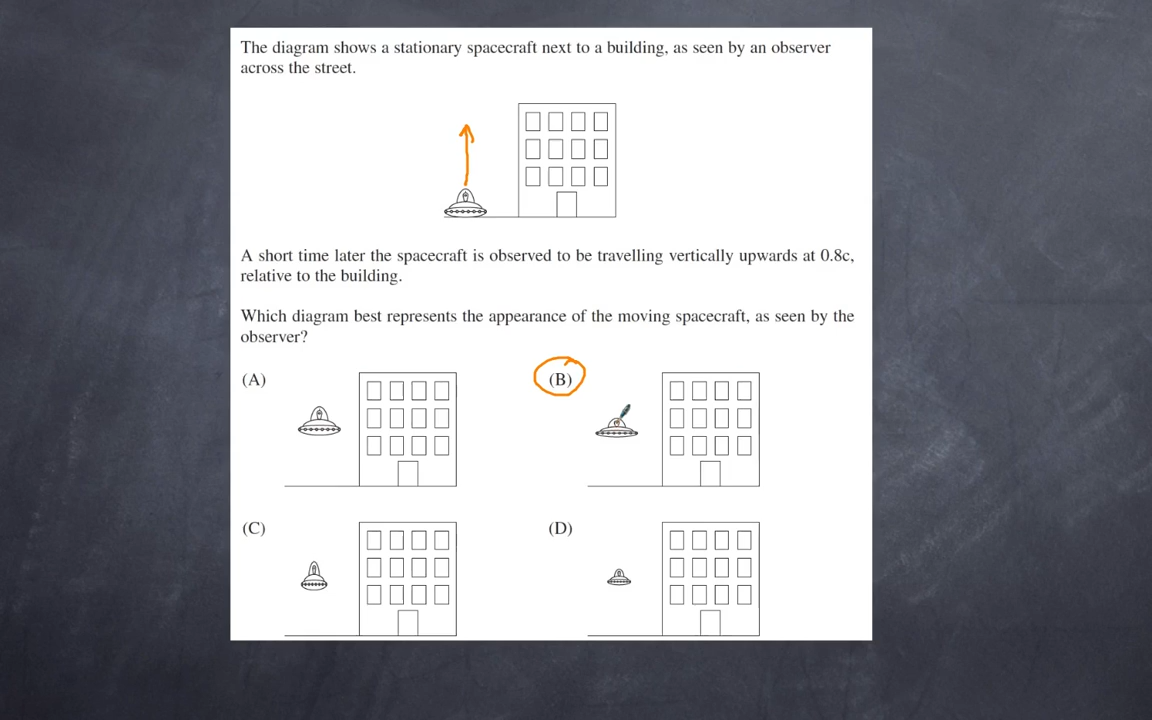 The diagram shows a stationary spacecraft next to a building, as seen by an observer
across the street.
A short time later the spacecraft is observed to be travelling vertically upwards at 0.8c,
relative to the building.
Which diagram best represents the appearance of the moving spacecraft, as seen by the
observer?
(A)
(B)
(C)
(D)